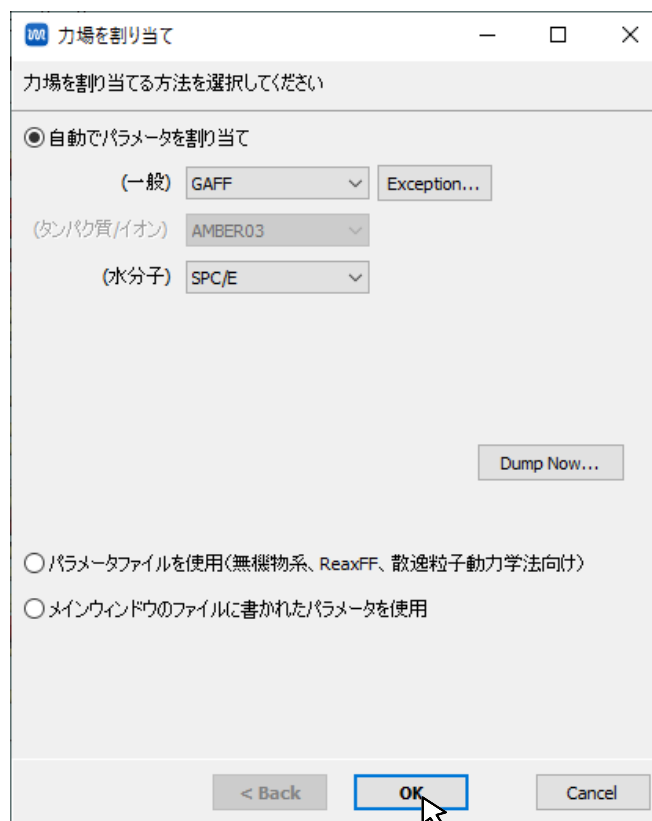 力場を割り当て
力場を割り当てる方法を選択してください
自動でパラメータを割り当て
(一般) GAFF Exception...
(タンパク質/イオン) AMBER03
(水分子) SPC/E
Dump Now...
パラメータファイルを使用(無機物系、ReaxFF、散逸粒子動力学法向け)
メインウィンドウのファイルに書かれたパラメータを使用
< Back OK Cancel